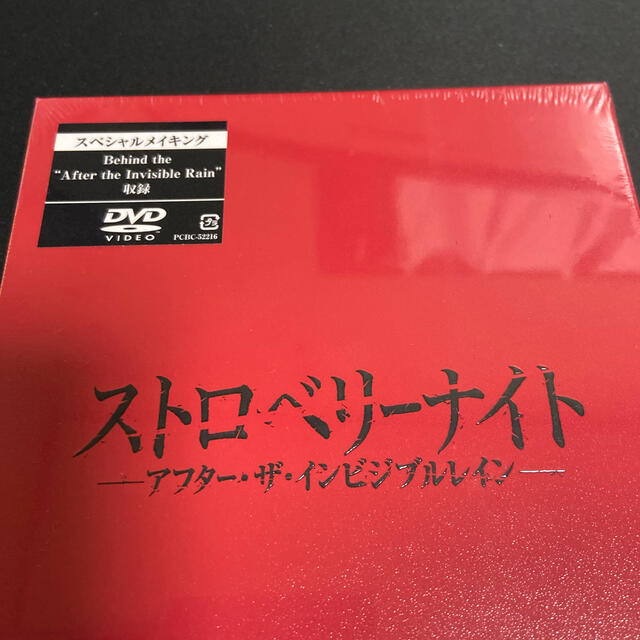 スペシャルメイキング
Behind the
“After the Invisible Rain”
収録
DVD
VIDEO
PCBC-52216
ストロベリーナイト
—アフター・ザ・インビジブルレイン—